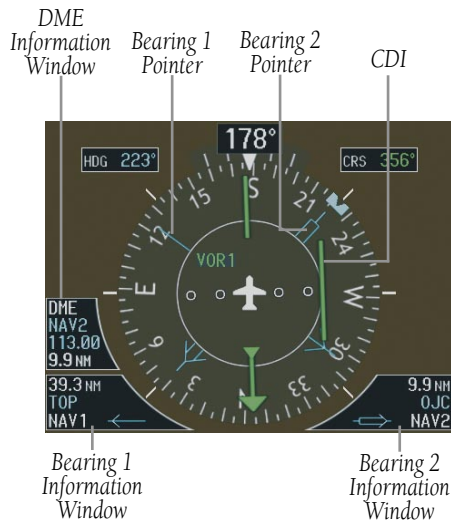 DME
Information
Window
Bearing 1
Pointer
Bearing 2
Pointer
CDI
178°
HDG 223°
CRS 356°
12
15
S
21
24
W
30
33
N
3
6
E
VOR1
DME
NAV2
113.00
9.9 NM
39.3 NM
TOP
NAV1
9.9 NM
OJC
NAV2
Bearing 1
Information
Window
Bearing 2
Information
Window